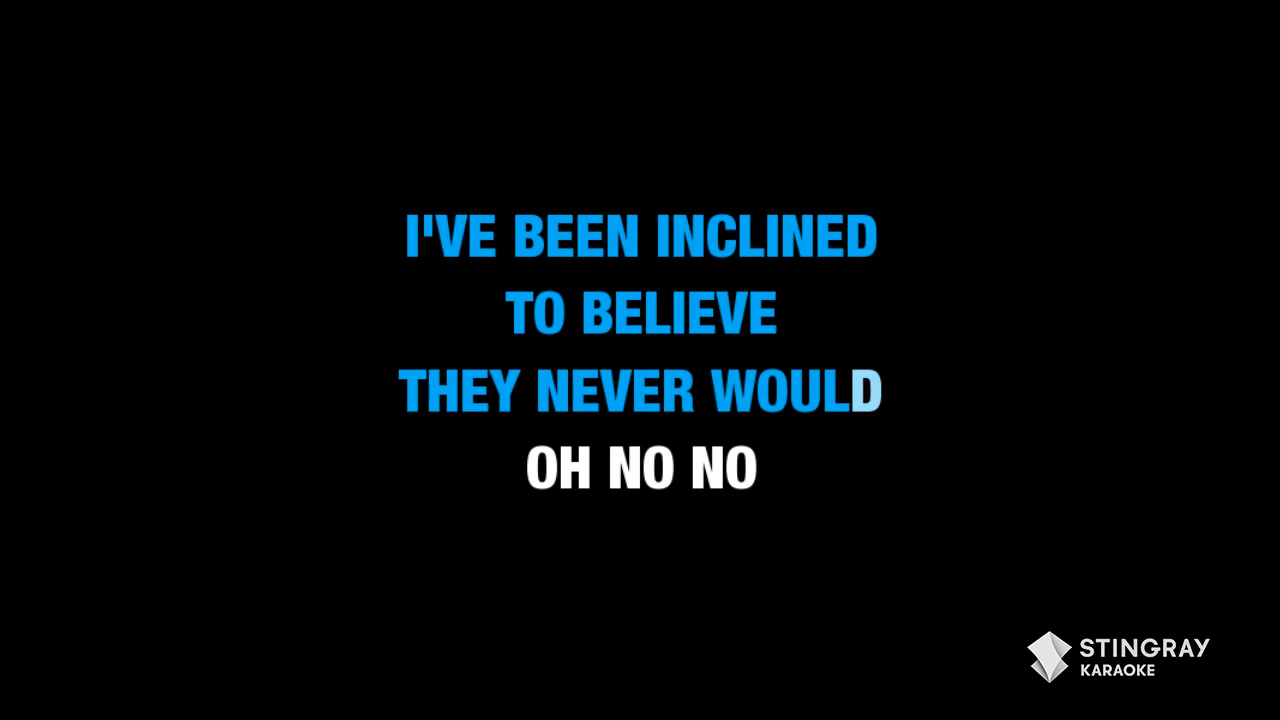 I'VE BEEN INCLINED
TO BELIEVE
THEY NEVER WOULD
OH NO NO
STINGRAY
KARAOKE